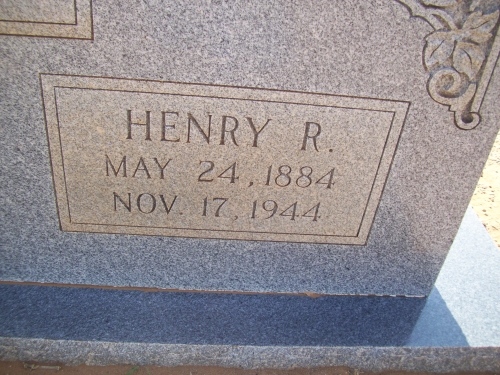 HENRY R.
MAY 24, 1884
NOV. 17, 1944